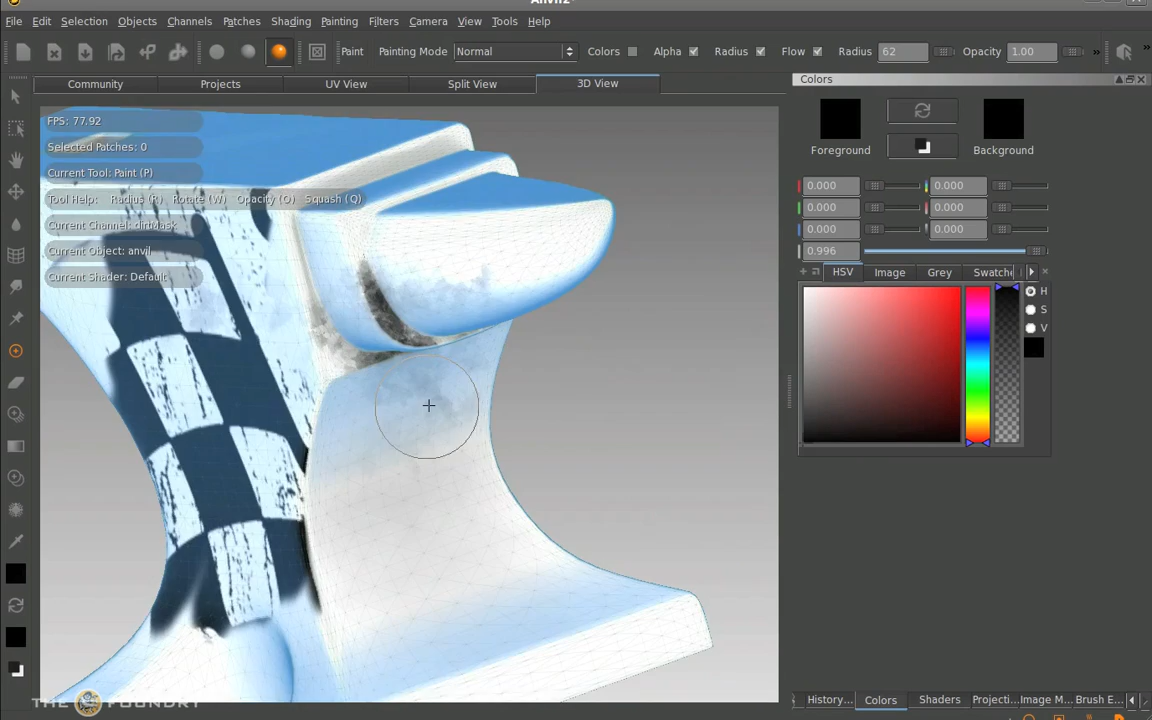 Anvil2*
File Edit Selection Objects Channels Patches Shading Painting Filters Camera View Tools Help
Paint Painting Mode Normal Colors Alpha Radius Flow Radius 62 Opacity 1.00 » »
Community Projects UV View Split View 3D View
Colors
FPS: 77.92
Selected Patches: 0
Current Tool: Paint (P)
Tool Help: Radius (R) Rotate (W) Opacity (O) Squash (Q)
Current Channel: dirtMask
Current Object: anvil
Current Shader: Default
Foreground Background
0.000 0.000
0.000 0.000
0.000 0.000
0.996
HSV Image Grey Swatche
H
S
V
THE FOUNDRY
History... Colors Shaders Projecti... Image M... Brush E...